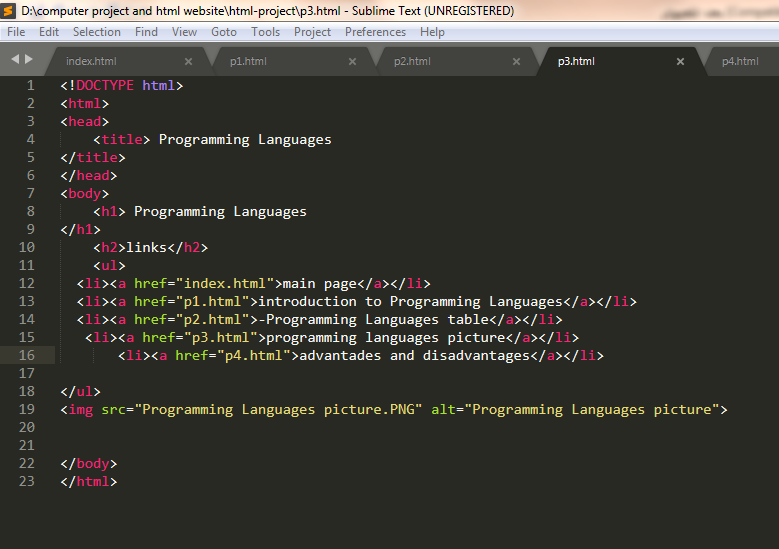 D:\computer project and html website\html-project\p3.html - Sublime Text (UNREGISTERED)
File Edit Selection Find View Goto Tools Project Preferences Help
index.html p1.html p2.html p3.html p4.html
1 <!DOCTYPE html>
2 <html>
3 <head>
4 <title> Programming Languages
5 </title>
6 </head>
7 <body>
8 <h1> Programming Languages
9 </h1>
10 <h2>links</h2>
11 <ul>
12 <li><a href="index.html">main page</a></li>
13 <li><a href="p1.html">introduction to Programming Languages</a></li>
14 <li><a href="p2.html">-Programming Languages table</a></li>
15 <li><a href="p3.html">programming languages picture</a></li>
16 <li><a href="p4.html">advantades and disadvantages</a></li>
17
18 </ul>
19 <img src="Programming Languages picture.PNG" alt="Programming Languages picture">
20
21
22 </body>
23 </html>